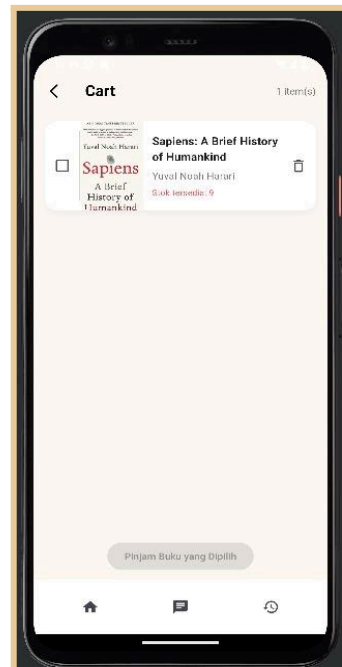 Cart
1 item(s)
Sapiens: A Brief History
of Humankind
Yuval Noah Harari
Stok tersedia: 9
Yuval Noah Harari
Sapiens
A Brief
History of
Humankind
Pinjam Buku yang Dipilih